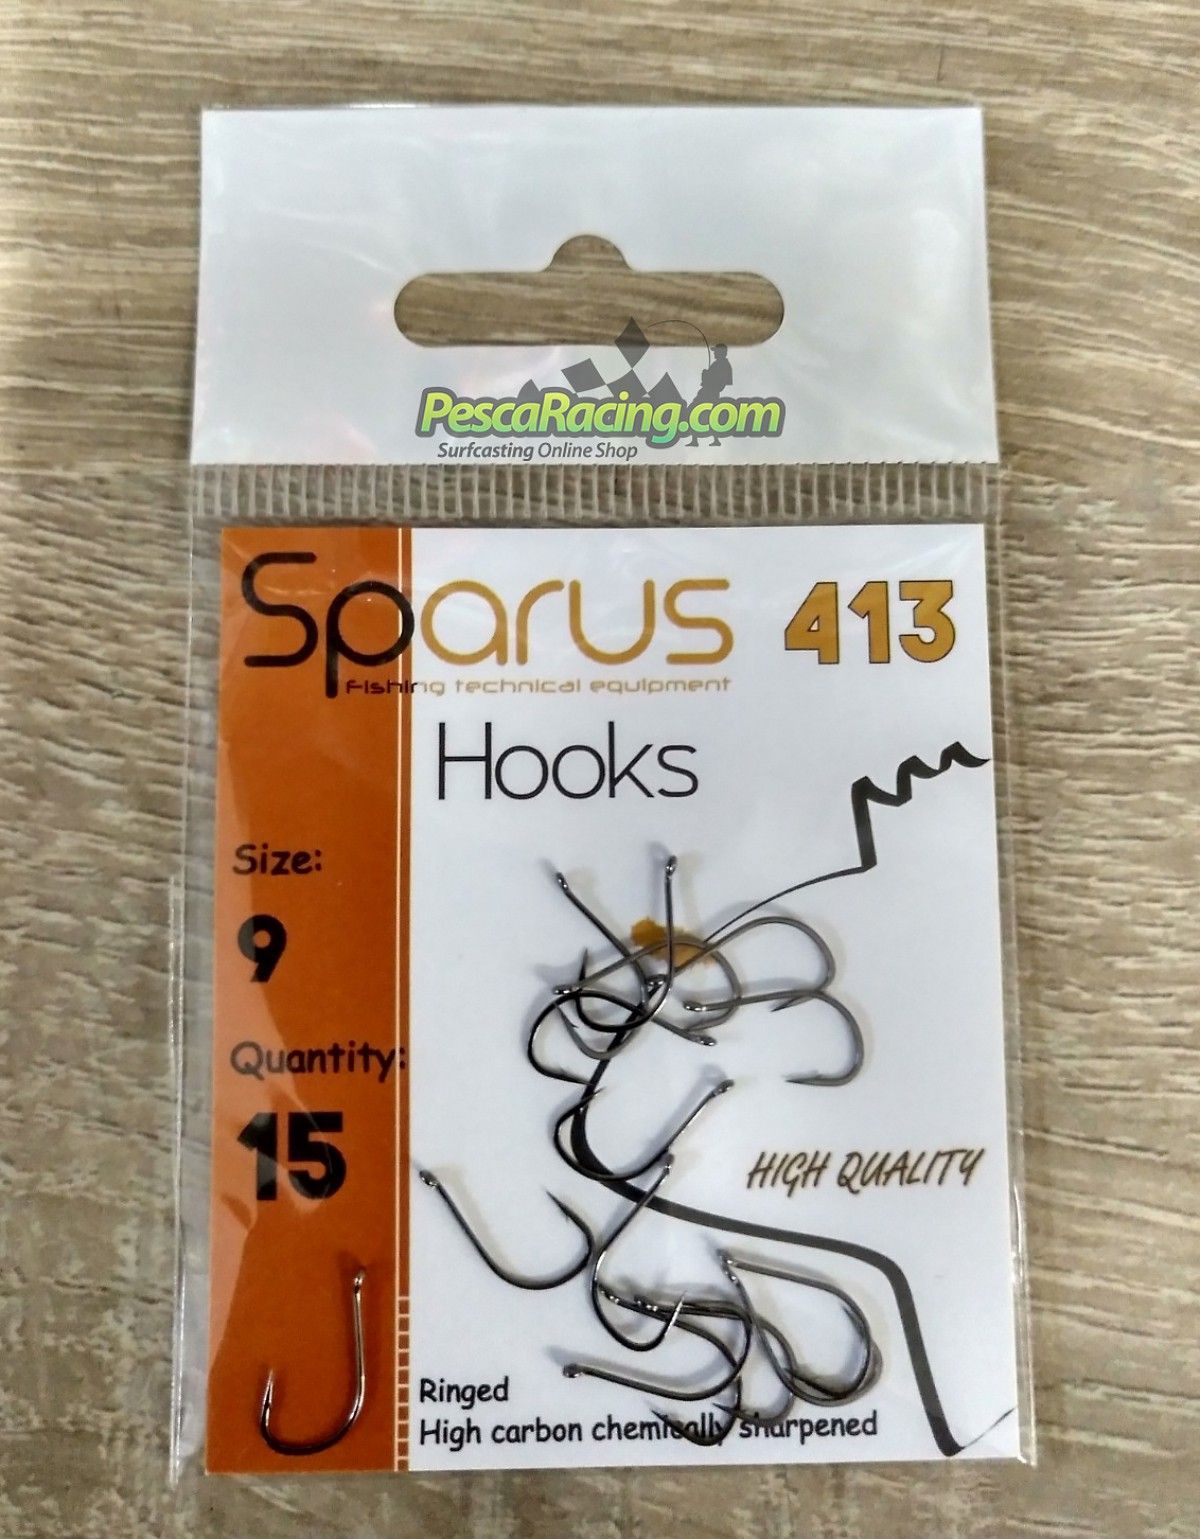 PescaRacing.com
Surfcasting Online Shop
Sparus 413
Fishing technical equipment
Hooks
Size:
9
Quantity:
15
HIGH QUALITY
Ringed
High carbon chemically sharpened